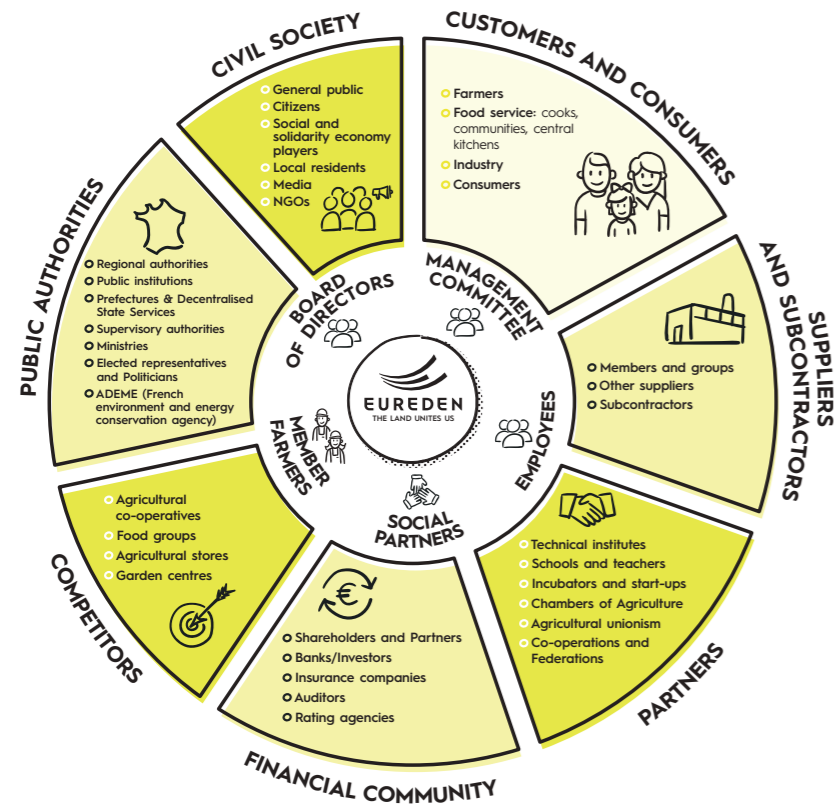 CIVIL SOCIETY
General public
Citizens
Social and
solidarity economy
players
Local residents
Media
NGOs
CUSTOMERS AND CONSUMERS
Farmers
Food service: cooks,
communities, central
kitchens
Industry
Consumers
SUPPLIERS
AND SUBCONTRACTORS
Members and groups
Other suppliers
Subcontractors
PARTNERS
Technical institutes
Schools and teachers
Incubators and start-ups
Chambers of Agriculture
Agricultural unionism
Co-operations and
Federations
FINANCIAL COMMUNITY
€
Shareholders and Partners
Banks/Investors
Insurance companies
Auditors
Rating agencies
COMPETITORS
Agricultural
co-operatives
Food groups
Agricultural stores
Garden centres
PUBLIC AUTHORITIES
Regional authorities
Public institutions
Prefectures & Decentralised
State Services
Supervisory authorities
Ministries
Elected representatives
and Politicians
ADEME (French
environment and energy
conservation agency)
BOARD
OF DIRECTORS
MANAGEMENT
COMMITTEE
EMPLOYEES
SOCIAL
PARTNERS
MEMBER
FARMERS
EUREDEN
THE LAND UNITES US